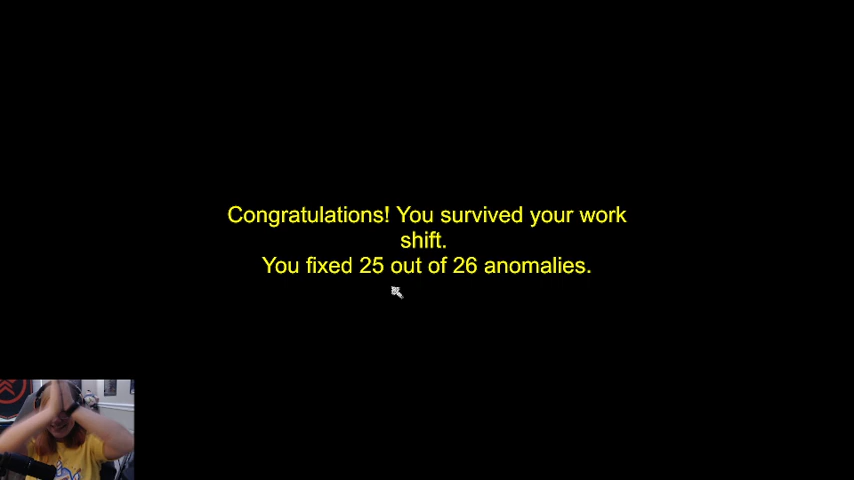 Congratulations! You survived your work
shift.
You fixed 25 out of 26 anomalies.